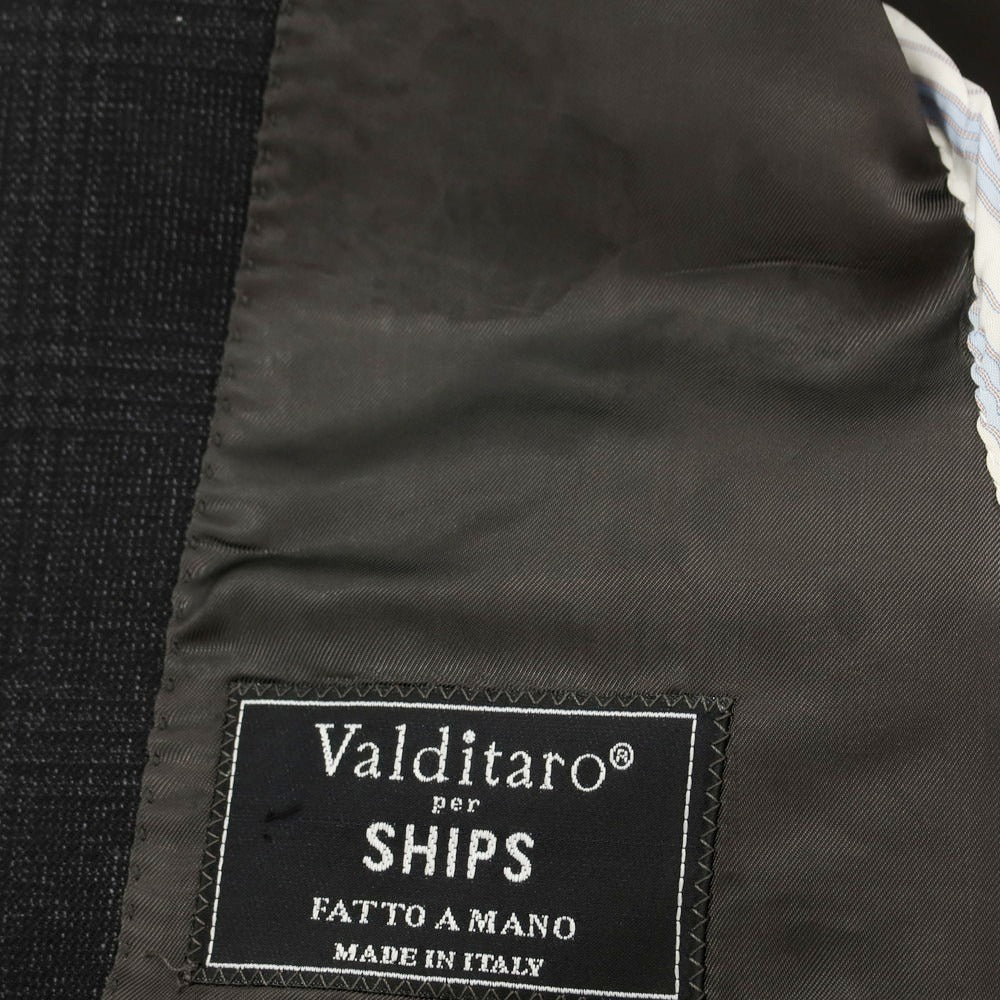 Valditaro®
per
SHIPS
FATTO A MANO
MADE IN ITALY